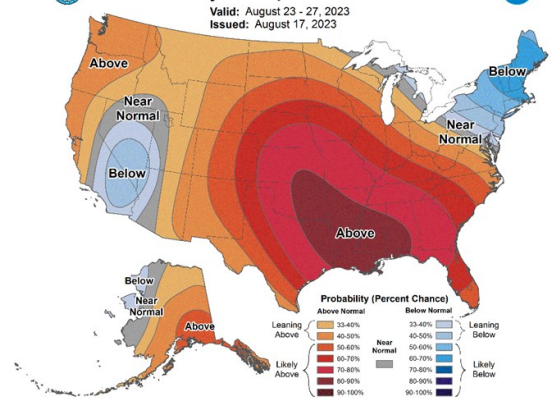 Valid: August 23 - 27, 2023
Issued: August 17, 2023
Above
Below
Near
Normal
Near
Normal
Below
Above
Below
Near
Normal
Above
Probability (Percent Chance)
Above Normal
Below Normal
Leaning
Above
33-40%
40-50%
Likely
Above
50-60%
60-70%
70-80%
80-90%
90-100%
Near
Normal
33-40%
40-50%
50-60%
60-70%
70-80%
80-90%
90-100%
Leaning
Below
Likely
Below